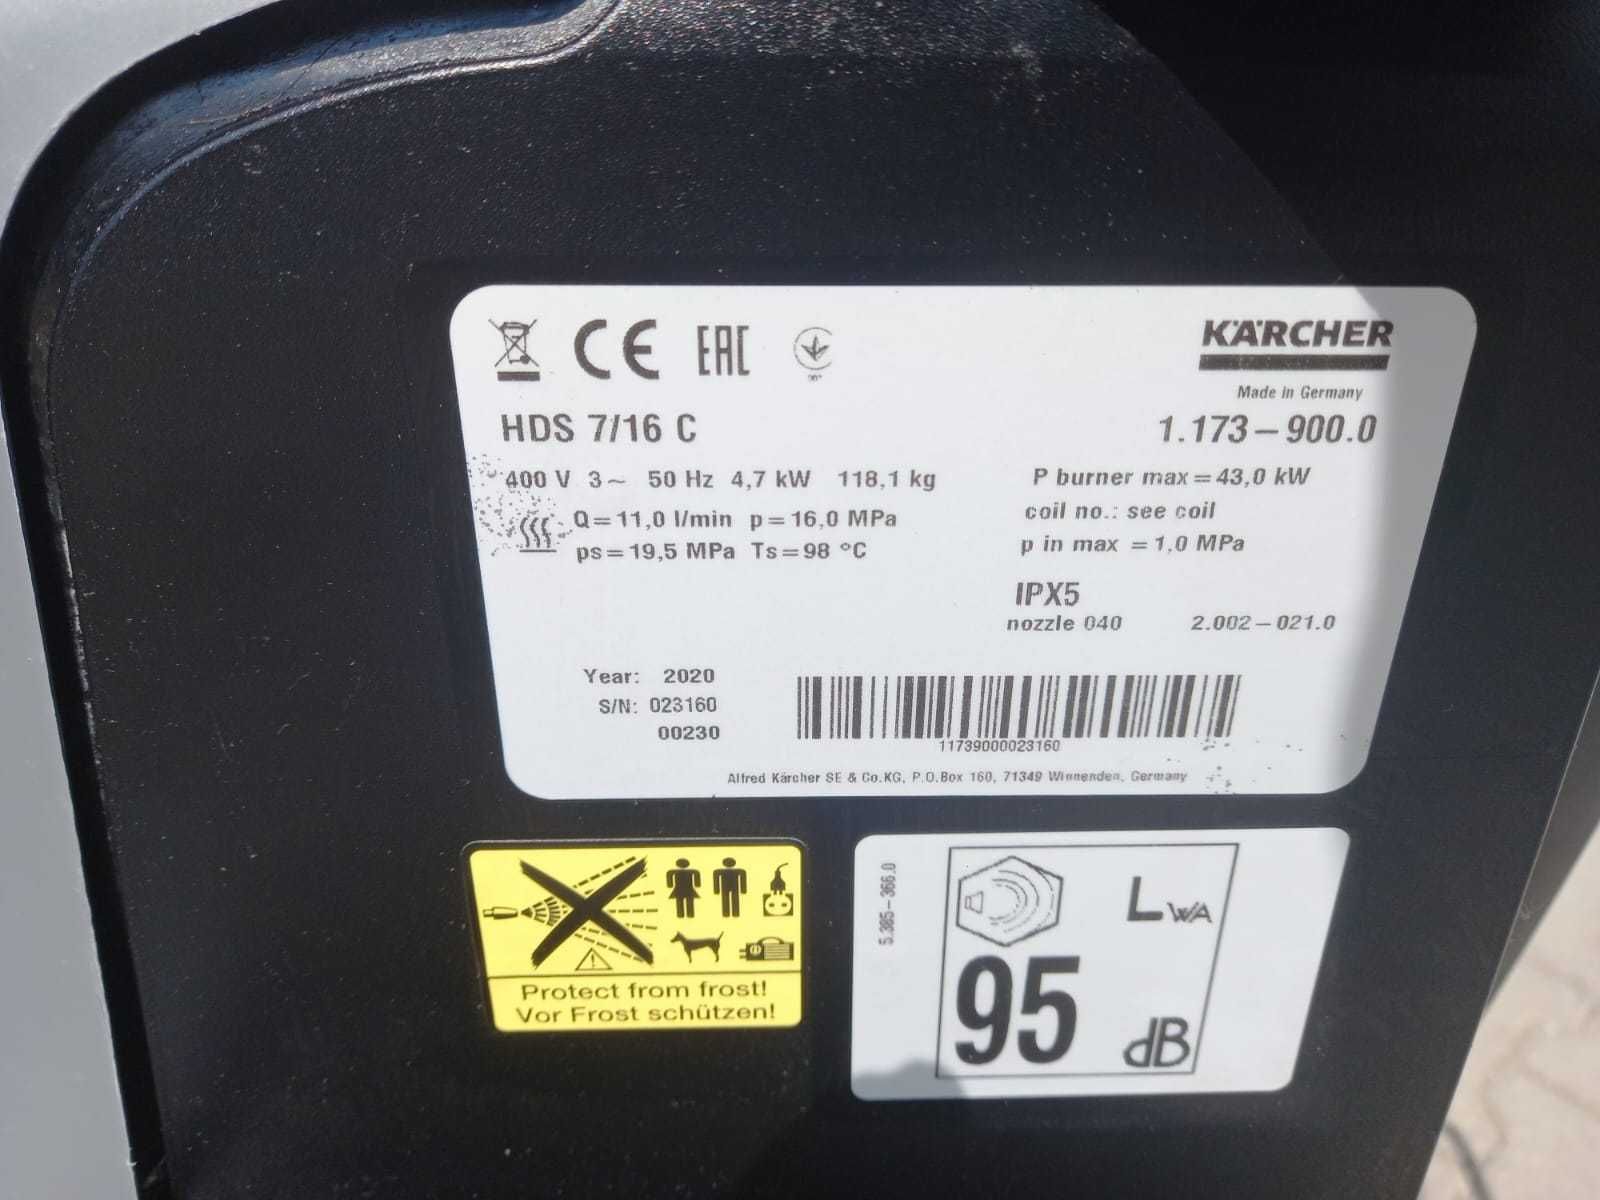 CE EAC
KÄRCHER
Made in Germany
HDS 7/16 C 1.173-900.0
400 V 3~ 50 Hz 4,7 kW 118,1 kg P burner max = 43,0 kW
Q = 11,0 l/min p = 16,0 MPa coil no.: see coil
ps = 19,5 MPa Ts = 98 °C p in max = 1,0 MPa
IPX5
nozzle 040 2.002-021.0
Year: 2020
S/N: 023160
00230
11739000023160
Alfred Kärcher SE & Co.KG, P.O.Box 160, 71349 Winnenden, Germany
Protect from frost!
Vor Frost schützen!
5.385-366.0
LWA
95
dB